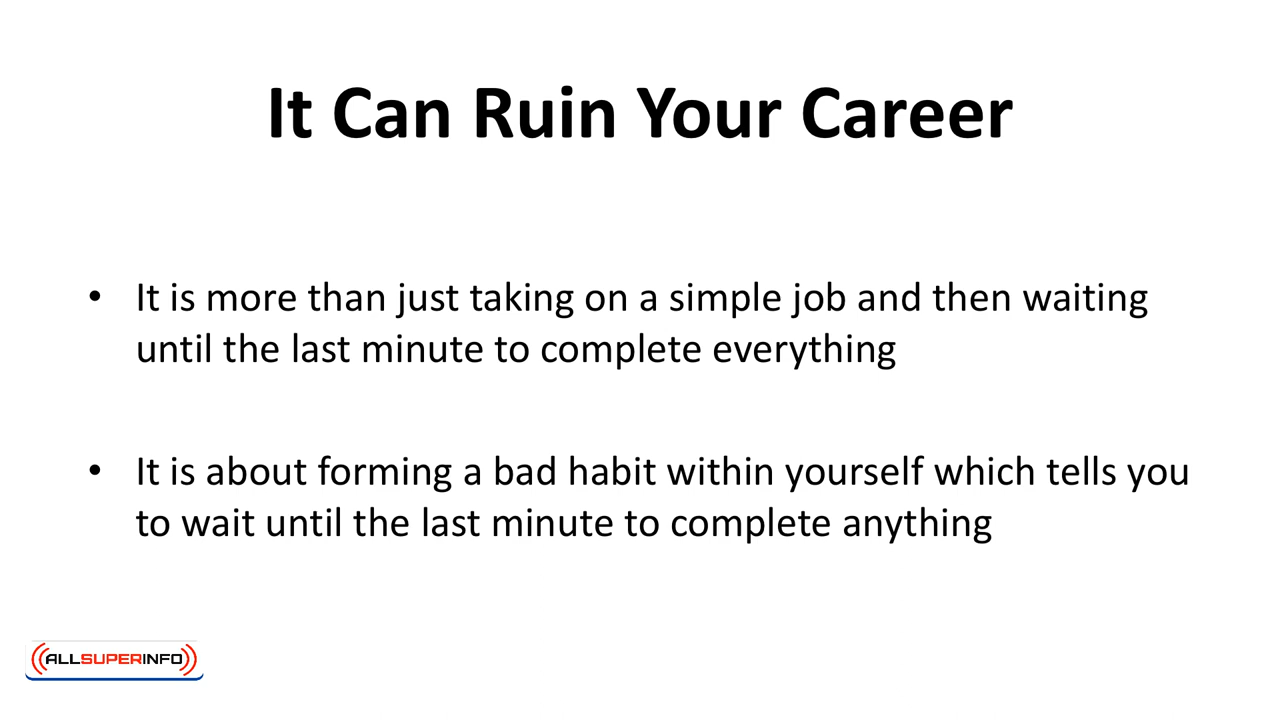 It Can Ruin Your Career
• It is more than just taking on a simple job and then waiting
until the last minute to complete everything
• It is about forming a bad habit within yourself which tells you
to wait until the last minute to complete anything
ALLSUPERINFO